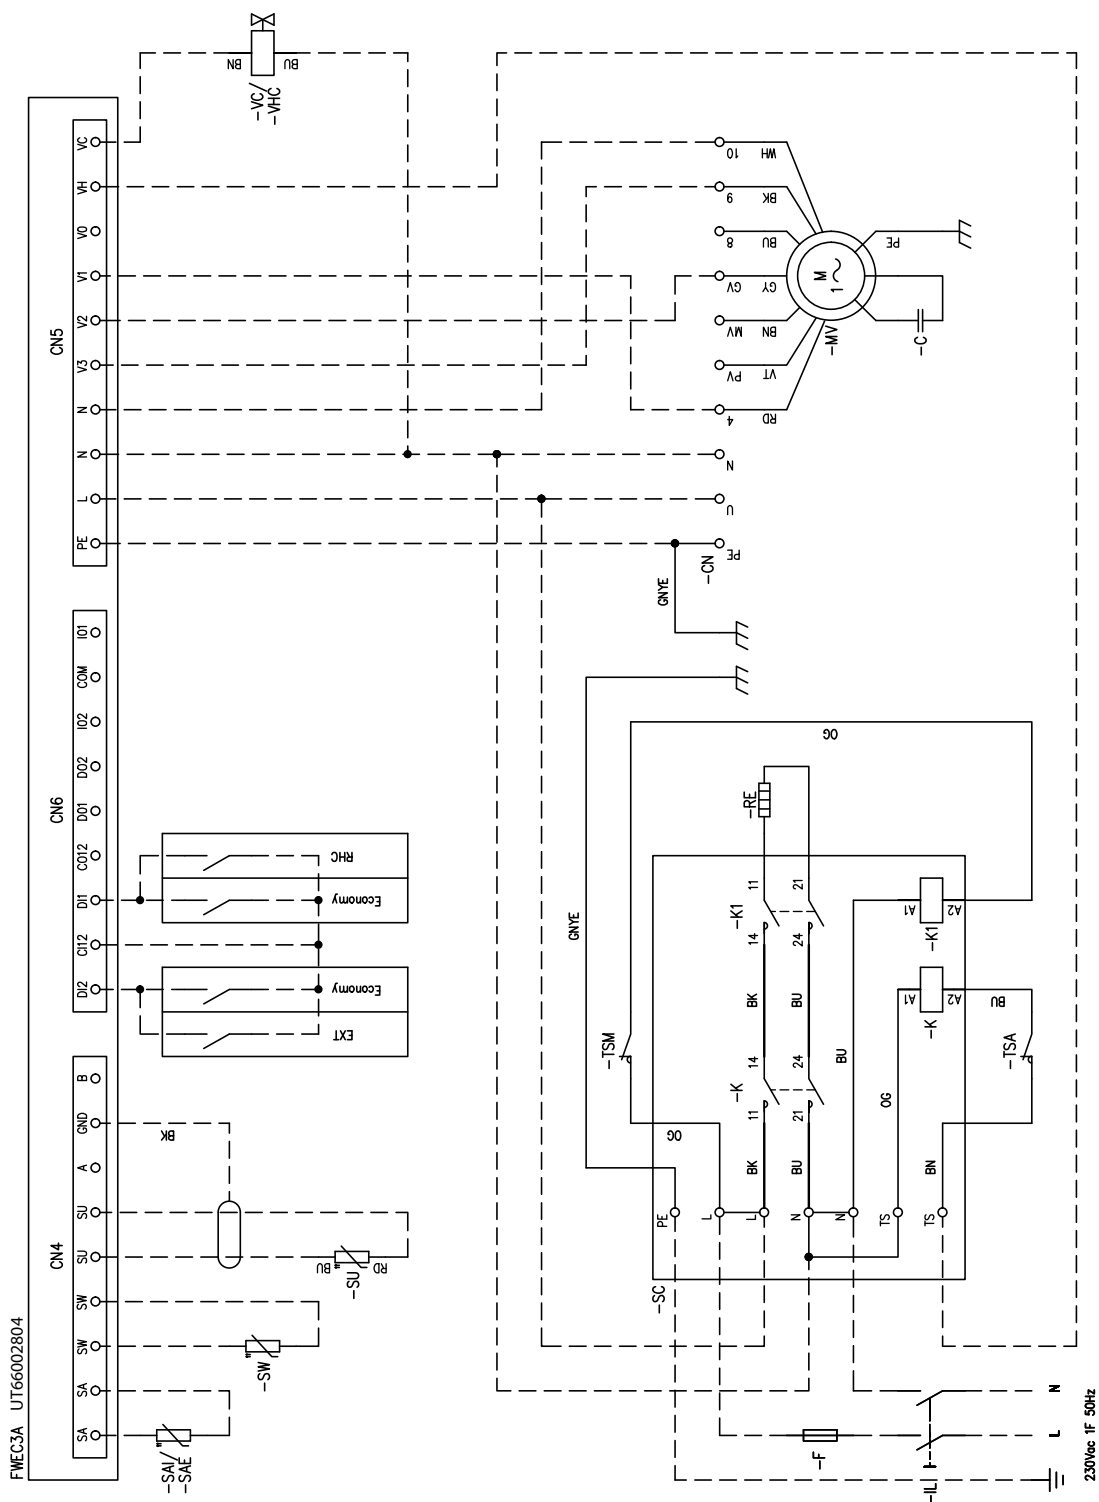 FWEC3A UT66002804
CN5
VC
VH
V0
V1
V2
V3
N
N
L
PE
CN6
IO1
COM
IO2
DO2
DO1
CO12
DI1
CI12
DI2
CN4
B
GND
A
SU
SU
SW
SW
SA
SA
BN
BU
-VC/
-VHC
10
WH
9
BK
8
BU
GV
GY
MV
BN
PV
VT
4
RD
N
U
PE
-CN
GNYE
M
1
-MV
-C
PE
RHC
Economy
Economy
EXT
BK
BU
RD
-SU
-SW
-SAI/
-SAE
GNYE
OG
-RE
-K1
11
21
14
24
BK
BU
14
24
-K
11
21
BK
BU
-TSM
OG
BU
OG
BN
A1
A2
-K1
A1
A2
-K
BU
-TSA
PE
L
L
N
N
TS
TS
-SC
-F
-IL
N
L
230Vac 1F 50Hz